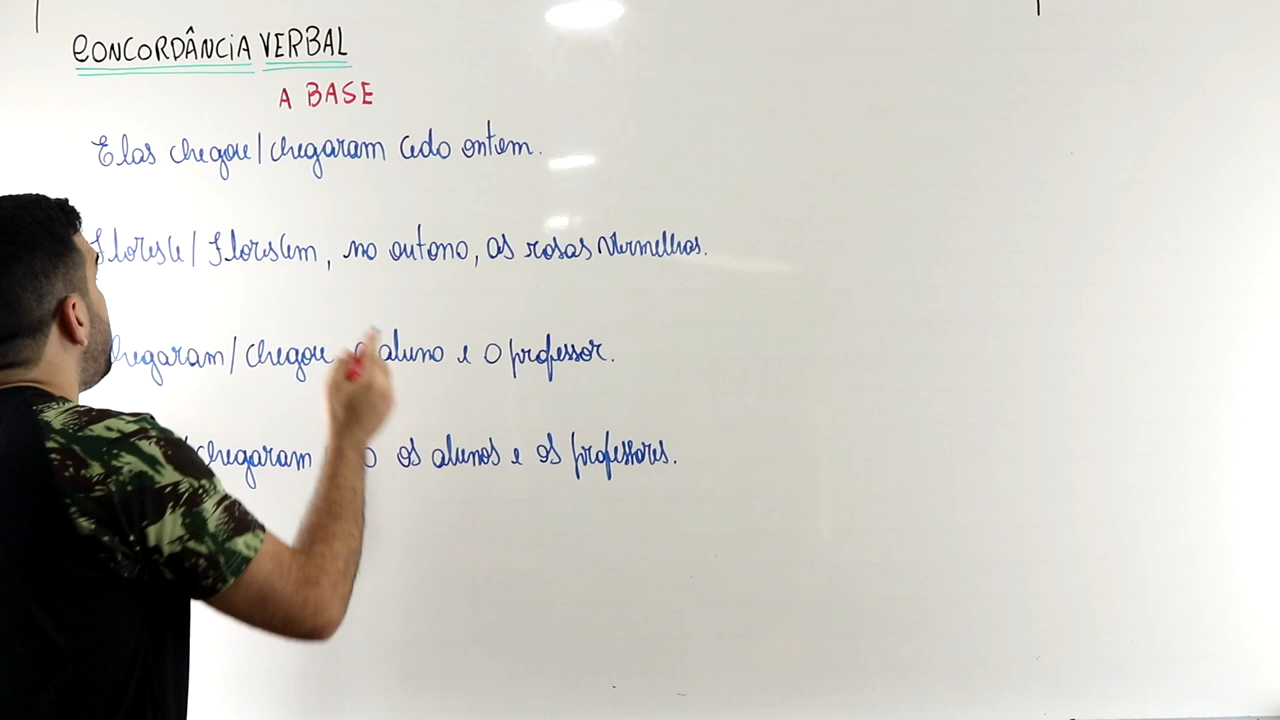 CONCORDÂNCIA VERBAL
A BASE
Elas chegou/chegaram cedo ontem.
Floresce/Florescem, no outono, as rosas vermelhas.
chegaram/chegou o aluno e o professor.
/chegaram os alunos e os professores.